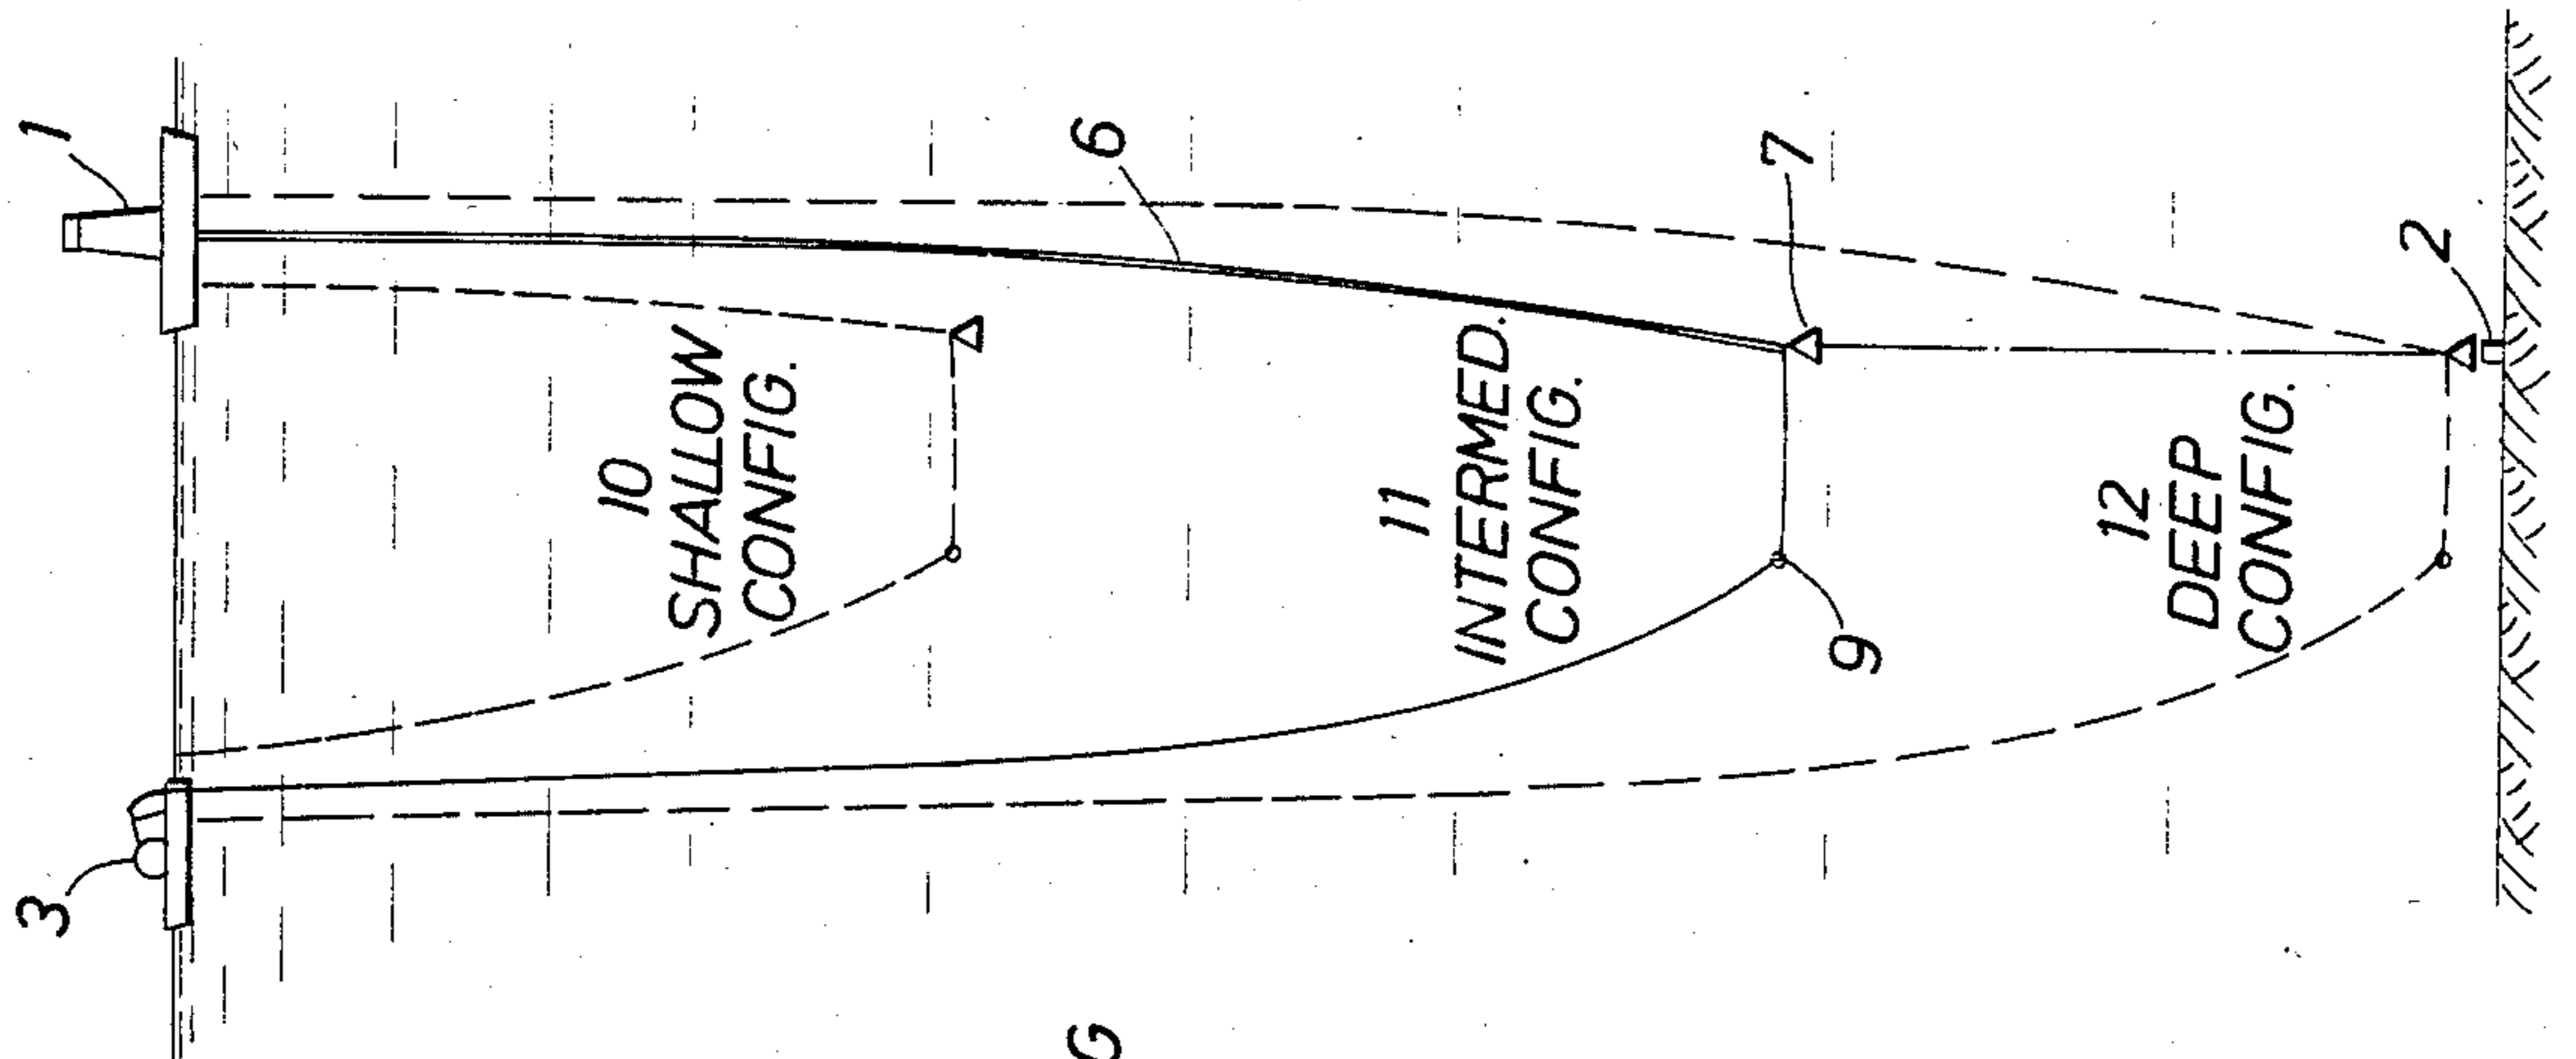 1
3
6
7
2
9
10
SHALLOW
CONFIG.
11
INTERMED.
CONFIG.
12
DEEP
CONFIG.
G